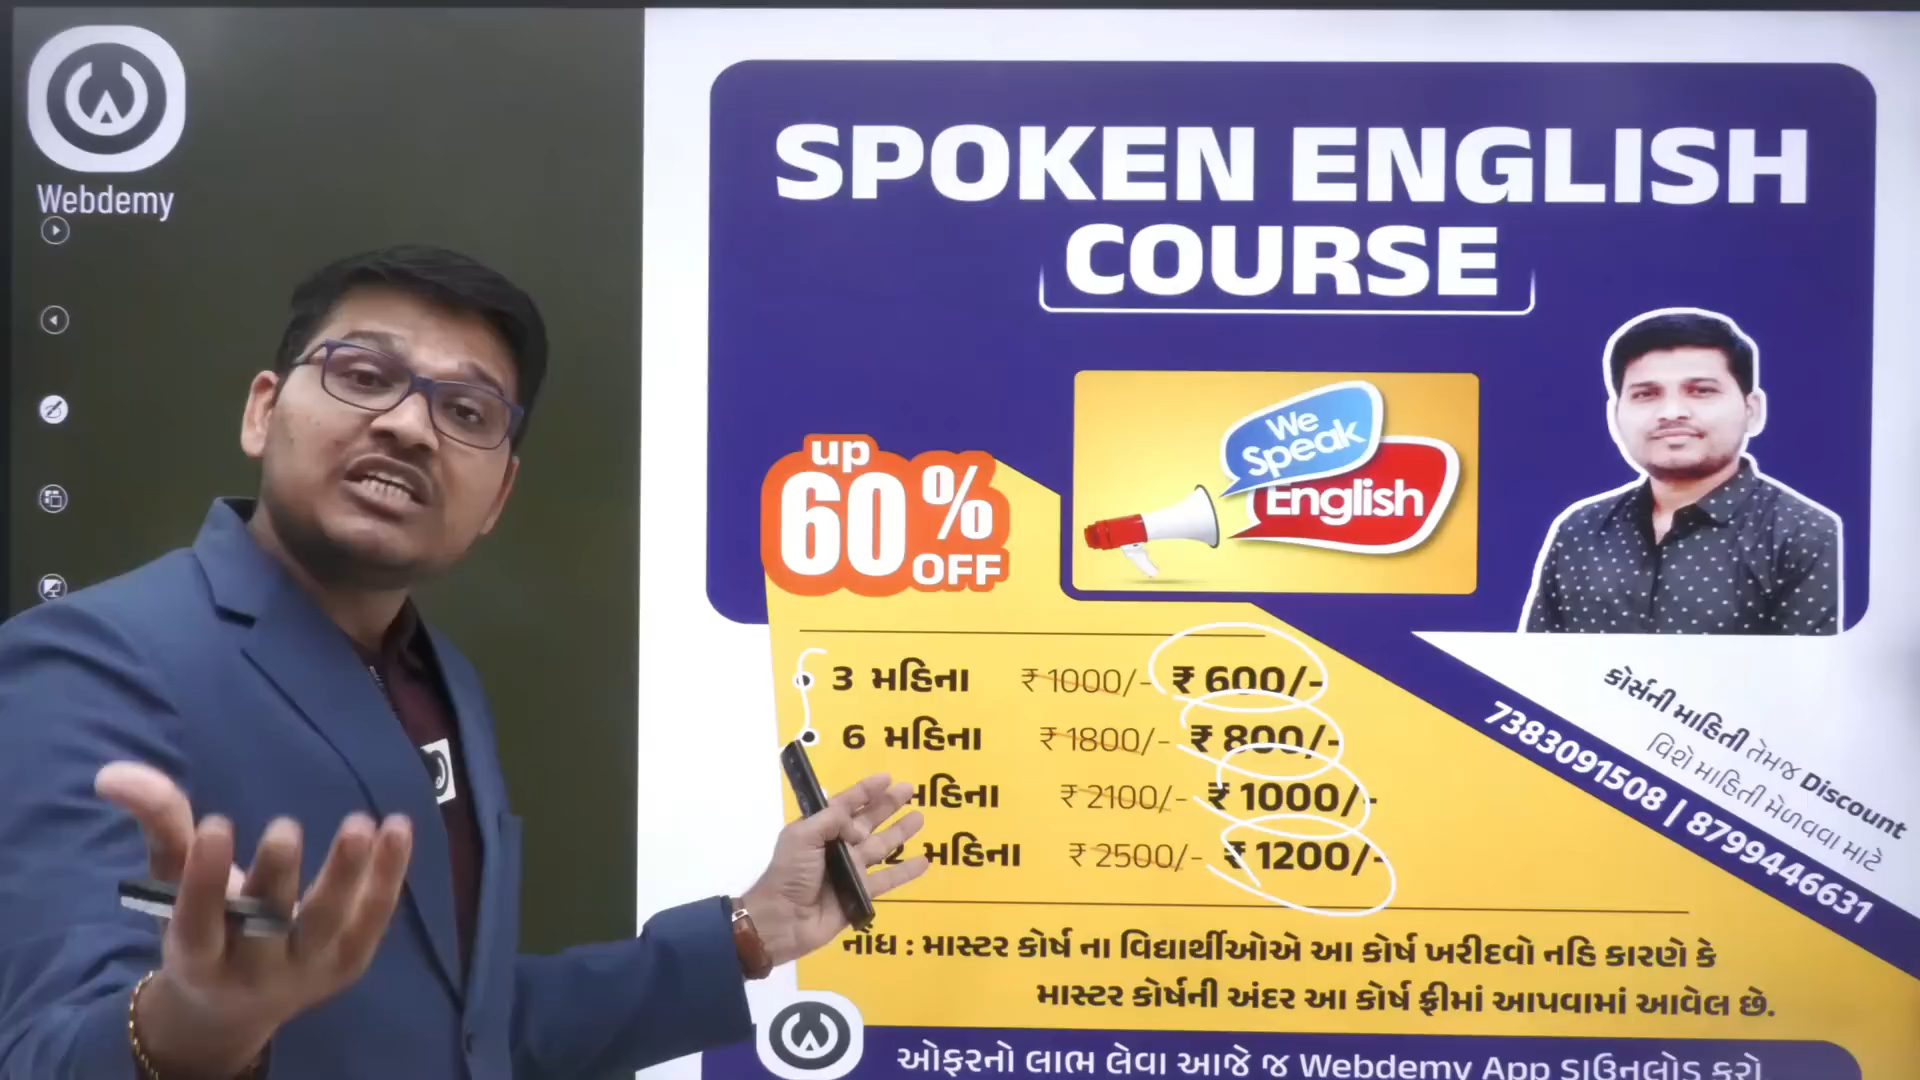 Webdemy
SPOKEN ENGLISH
COURSE
We
Speak
English
up
60%
OFF
3 મહિના ₹ 1000/- ₹ 600/-
6 મહિના ₹ 1800/- ₹ 800/-
મહિના ₹ 2100/- ₹ 1000/-
મહિના ₹ 2500/- ₹ 1200/-
કોર્સની માહિતી તેમજ Discount
વિશે માહિતી મેળવવા માટે
7383091508 | 8799446631
નોંધ : માસ્ટર કોર્ષ ના વિદ્યાર્થીઓએ આ કોર્ષ ખરીદવો નહિ કારણે કે
માસ્ટર કોર્ષની અંદર આ કોર્ષ ફ્રીમાં આપવામાં આવેલ છે.
ઓફરનો લાભ લેવા આજે જ Webdemy App ડાઉનલોડ કરો